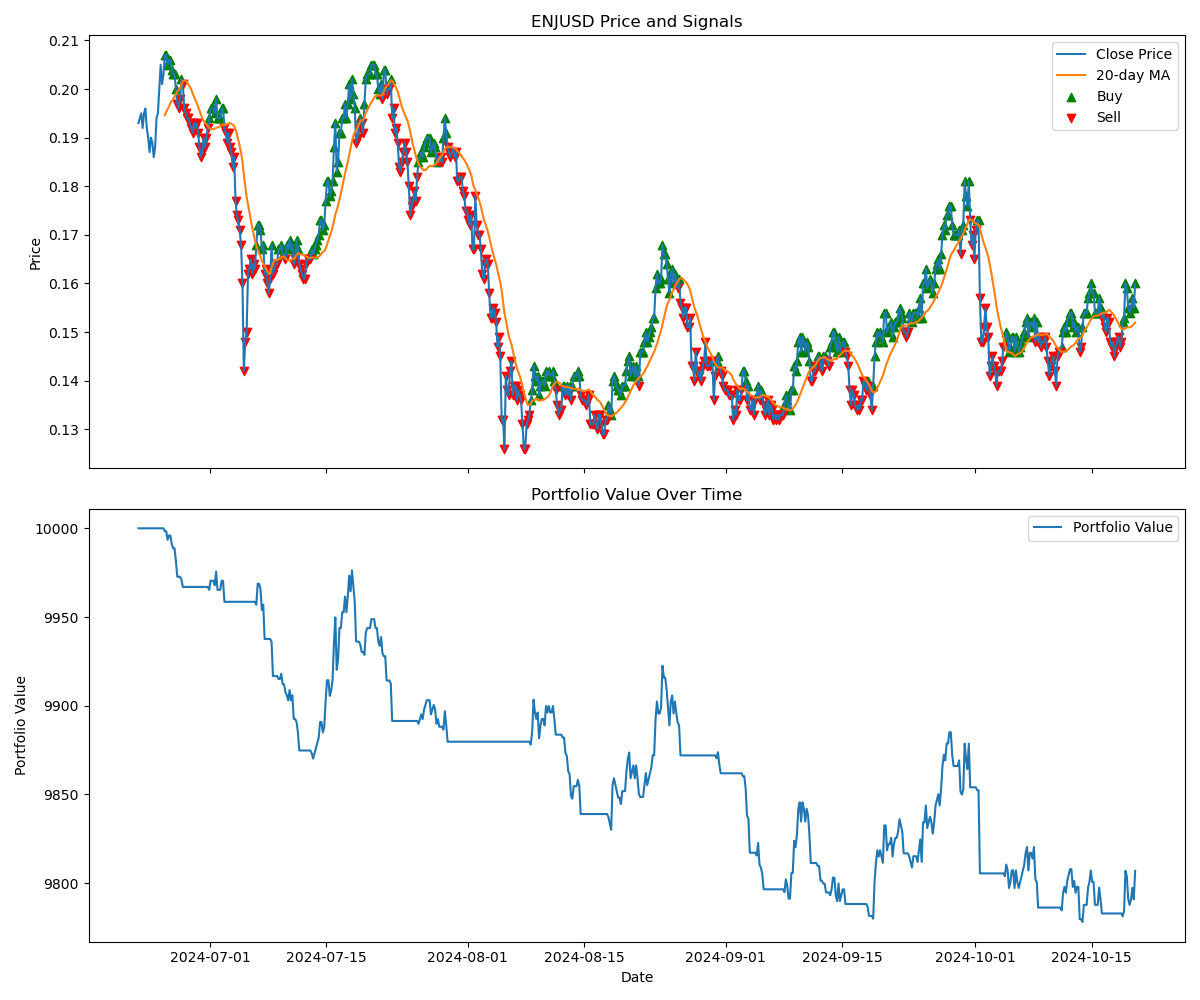 ENJUSD Price and Signals
0.21
0.20
0.19
0.18
0.17
0.16
0.15
0.14
0.13
Price
Close Price
20-day MA
Buy
Sell
Portfolio Value Over Time
10000
9950
9900
9850
9800
Portfolio Value
Portfolio Value
2024-07-01
2024-07-15
2024-08-01
2024-08-15
2024-09-01
2024-09-15
2024-10-01
2024-10-15
Date